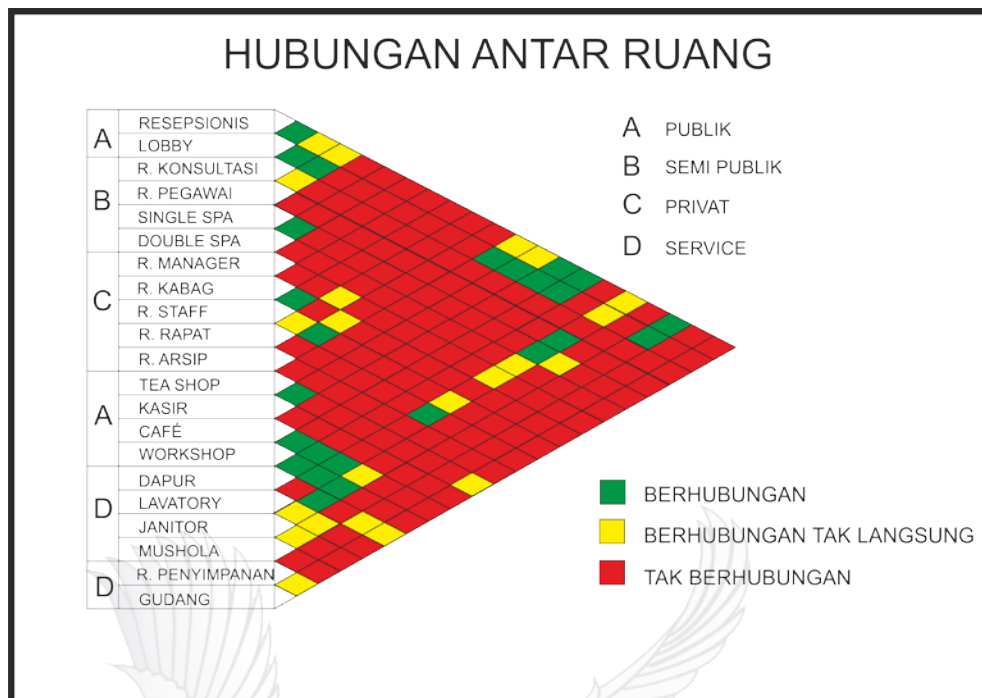 HUBUNGAN ANTAR RUANG
A
RESEPSIONIS
LOBBY
B
R. KONSULTASI
R. PEGAWAI
SINGLE SPA
DOUBLE SPA
C
R. MANAGER
R. KABAG
R. STAFF
R. RAPAT
R. ARSIP
A
TEA SHOP
KASIR
CAFÉ
WORKSHOP
D
DAPUR
LAVATORY
JANITOR
MUSHOLA
D
R. PENYIMPANAN
GUDANG
A PUBLIK
B SEMI PUBLIK
C PRIVAT
D SERVICE
BERHUBUNGAN
BERHUBUNGAN TAK LANGSUNG
TAK BERHUBUNGAN